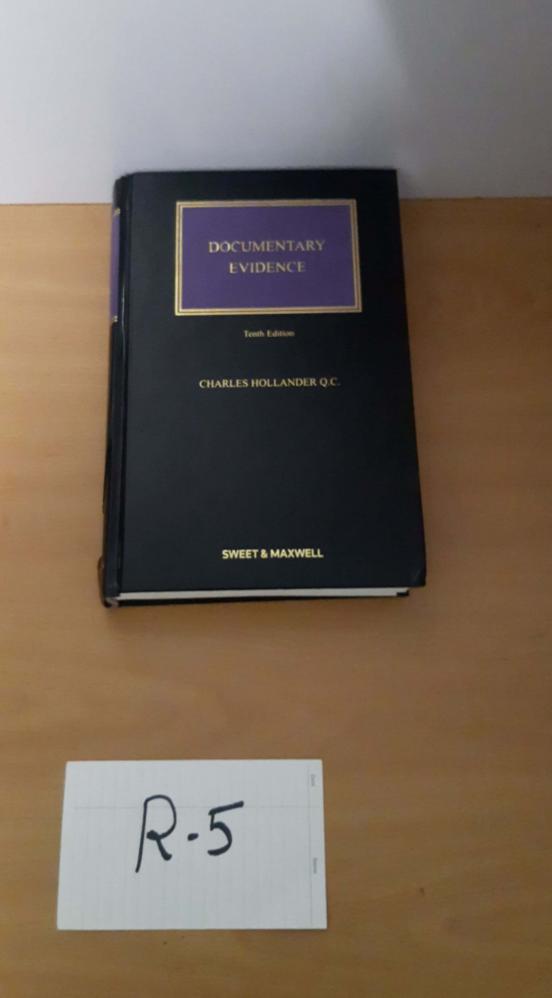 DOCUMENTARY
EVIDENCE
Tenth Edition
CHARLES HOLLANDER Q.C.
SWEET & MAXWELL
R-5